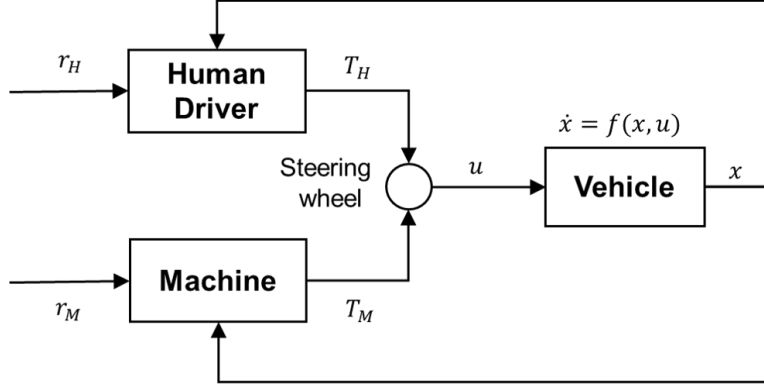 r_H
Human
Driver
T_H
ẋ = f(x, u)
Steering
wheel
u
Vehicle
x
Machine
r_M
T_M